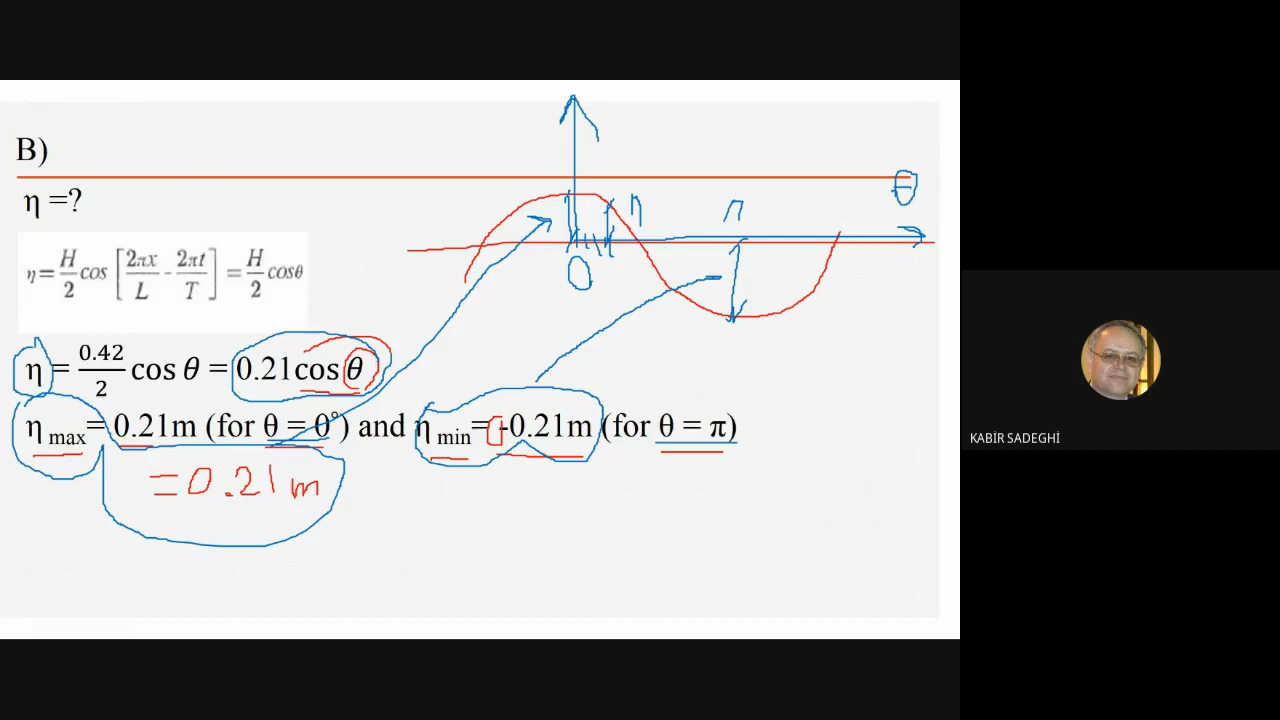 B)
η =?
η = H/2 cos [2πx/L - 2πt/T] = H/2 cosθ
η = 0.42/2 cos θ = 0.21cos θ
η max= 0.21m (for θ = 0°) and η min= -0.21m (for θ = π)
= 0.21 m
θ
η
π
0
KABİR SADEGHİ